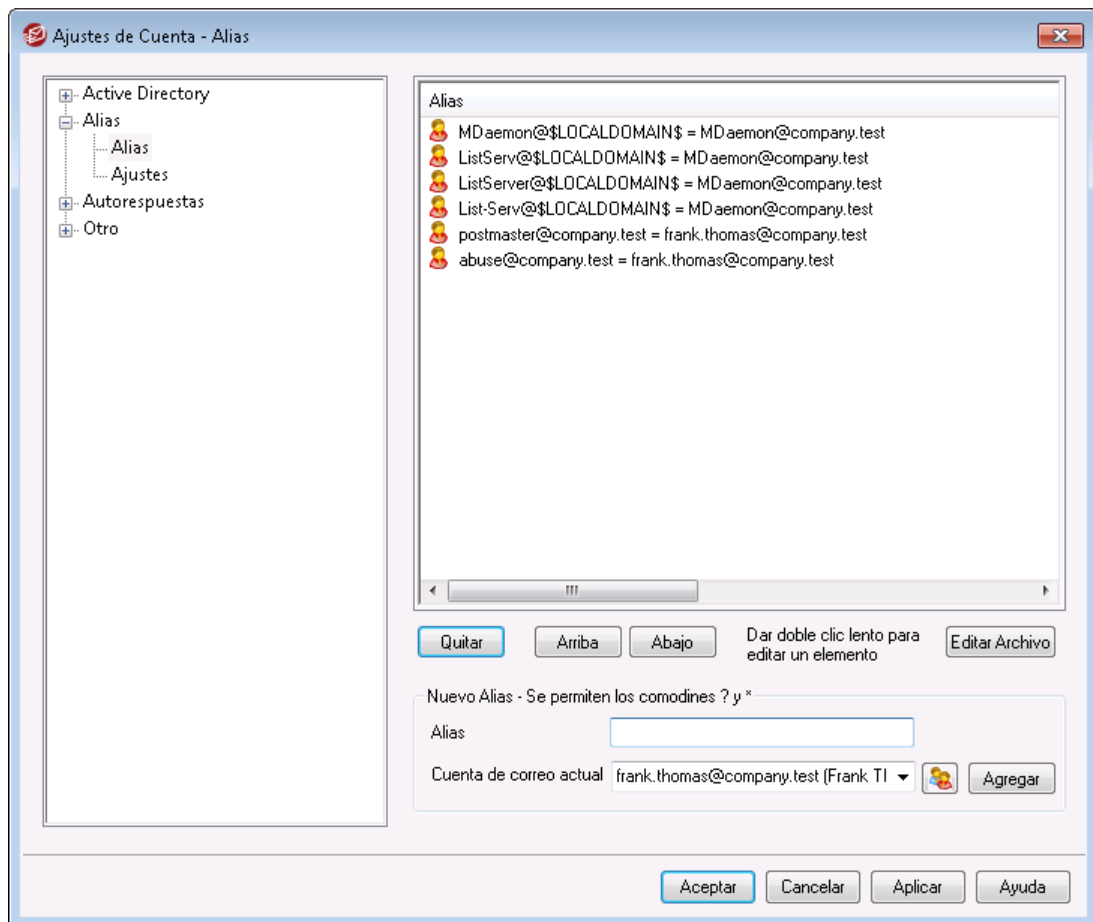 Ajustes de Cuenta - Alias
Active Directory
Alias
Alias
Ajustes
Autorespuestas
Otro
Alias
MDaemon@$LOCALDOMAIN$ = MDaemon@company.test
ListServ@$LOCALDOMAIN$ = MDaemon@company.test
ListServer@$LOCALDOMAIN$ = MDaemon@company.test
List-Serv@$LOCALDOMAIN$ = MDaemon@company.test
postmaster@company.test = frank.thomas@company.test
abuse@company.test = frank.thomas@company.test
Quitar
Arriba
Abajo
Dar doble clic lento para
editar un elemento
Editar Archivo
Nuevo Alias - Se permiten los comodines ? y *
Alias
Cuenta de correo actual
frank.thomas@company.test (Frank
Agregar
Aceptar
Cancelar
Aplicar
Ayuda